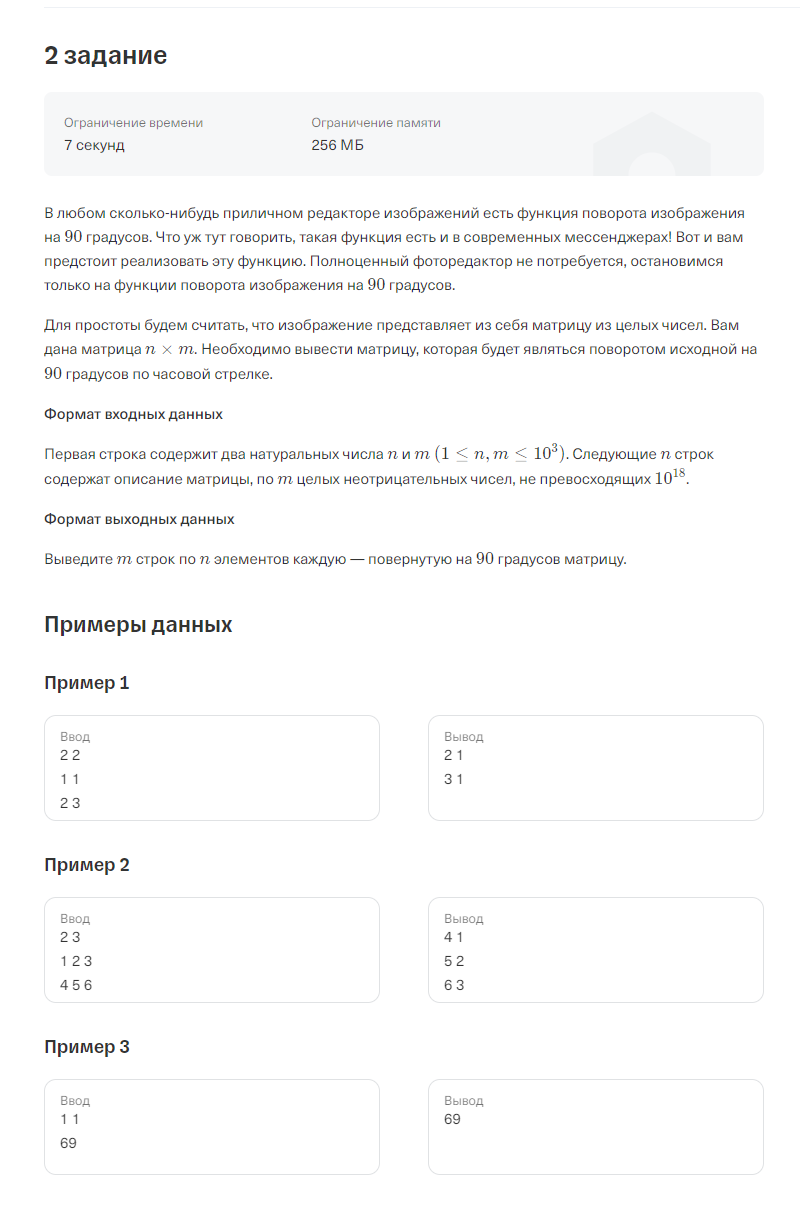 2 задание
Ограничение времени
7 секунд
Ограничение памяти
256 МБ
В любом сколько-нибудь приличном редакторе изображений есть функция поворота изображения
на 90 градусов. Что уж тут говорить, такая функция есть и в современных мессенджерах! Вот и вам
предстоит реализовать эту функцию. Полноценный фоторедактор не потребуется, остановимся
только на функции поворота изображения на 90 градусов.
Для простоты будем считать, что изображение представляет из себя матрицу из целых чисел. Вам
дана матрица n × m. Необходимо вывести матрицу, которая будет являться поворотом исходной на
90 градусов по часовой стрелке.
Формат входных данных
Первая строка содержит два натуральных числа n и m (1 ≤ n, m ≤ 10³). Следующие n строк
содержат описание матрицы, по m целых неотрицательных чисел, не превосходящих 10¹⁸.
Формат выходных данных
Выведите m строк по n элементов каждую — повернутую на 90 градусов матрицу.
Примеры данных
Пример 1
Ввод
2 2
1 1
2 3
Вывод
2 1
3 1
Пример 2
Ввод
2 3
1 2 3
4 5 6
Вывод
4 1
5 2
6 3
Пример 3
Ввод
1 1
69
Вывод
69